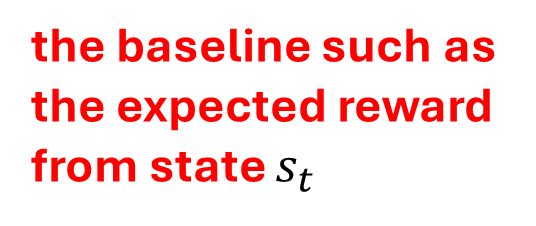 the baseline such as
the expected reward
from state $s_t$